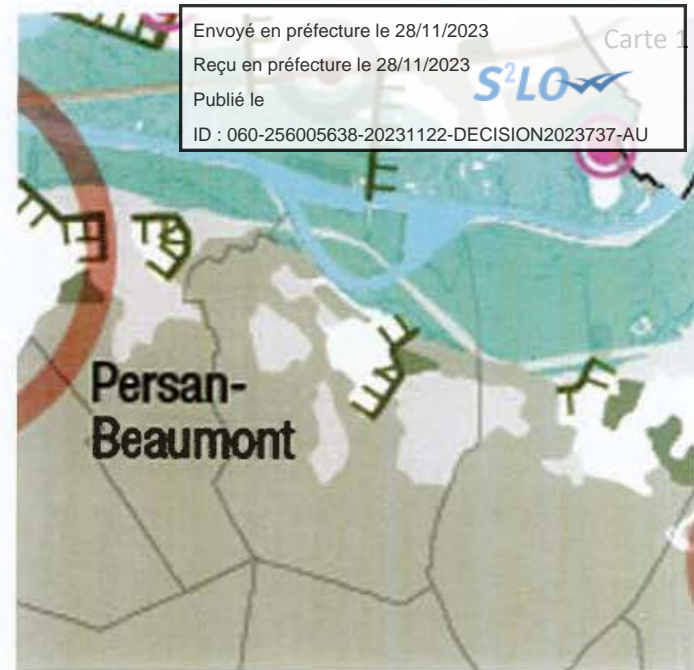 Envoyé en préfecture le 28/11/2023
Reçu en préfecture le 28/11/2023
Publié le
S²LO
ID : 060-256005638-20231122-DECISION2023737-AU
Carte 1
Persan-
Beaumont